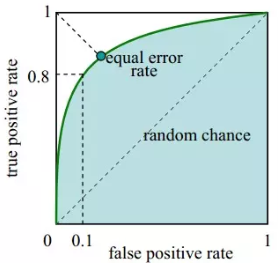 1
equal error
rate
0.8
true positive rate
random chance
0 0.1 1
false positive rate